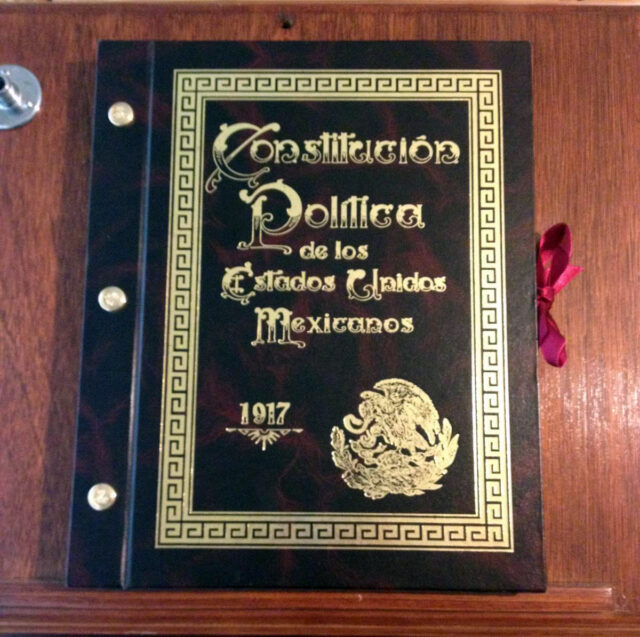 Constitución
Política
de los
Estados Unidos
Mexicanos
1917